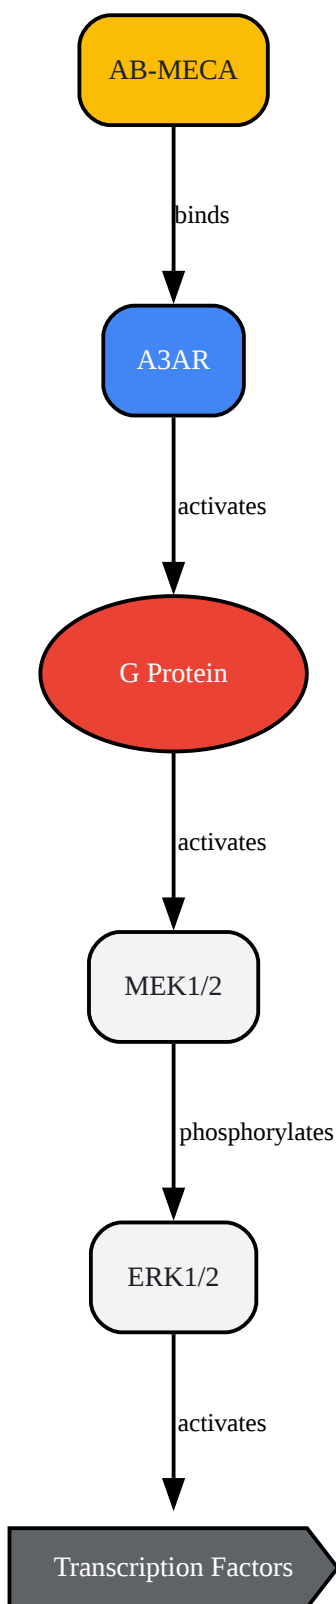 AB-MECA
binds
A3AR
activates
G Protein
activates
MEK1/2
phosphorylates
ERK1/2
activates
Transcription Factors